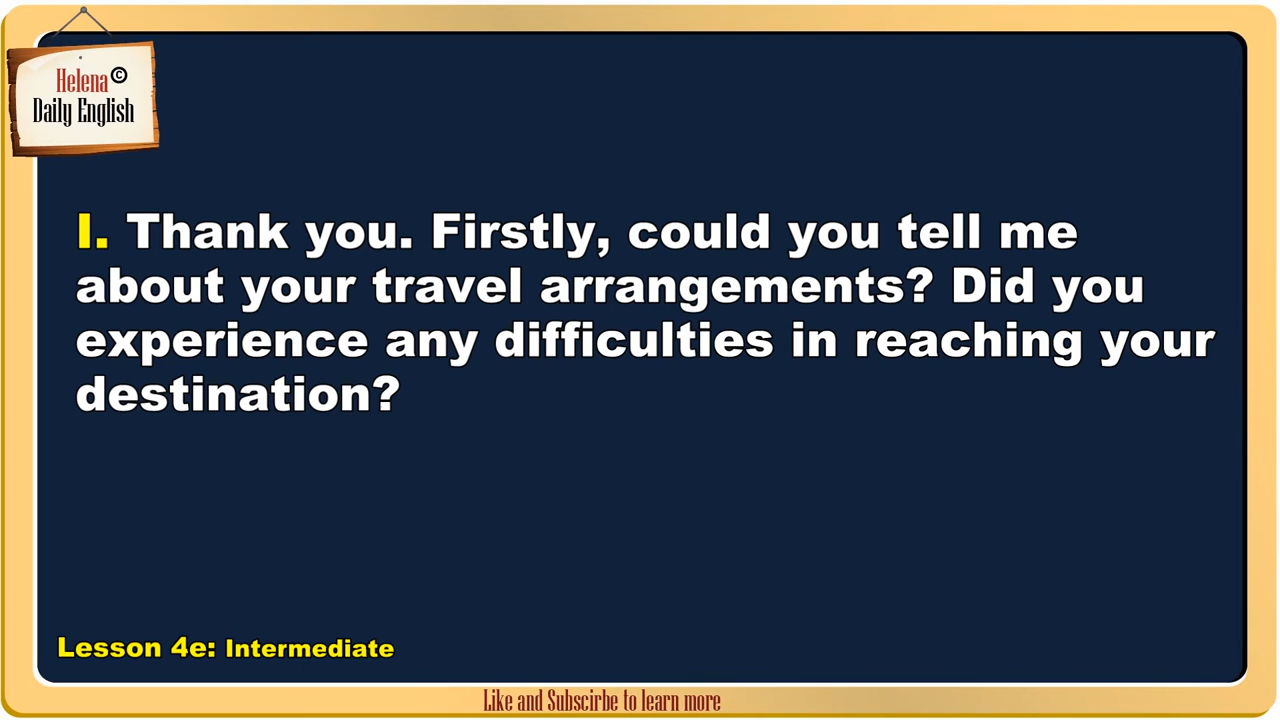 Helena ©
Daily English
I. Thank you. Firstly, could you tell me
about your travel arrangements? Did you
experience any difficulties in reaching your
destination?
Lesson 4e: Intermediate
Like and Subscirbe to learn more